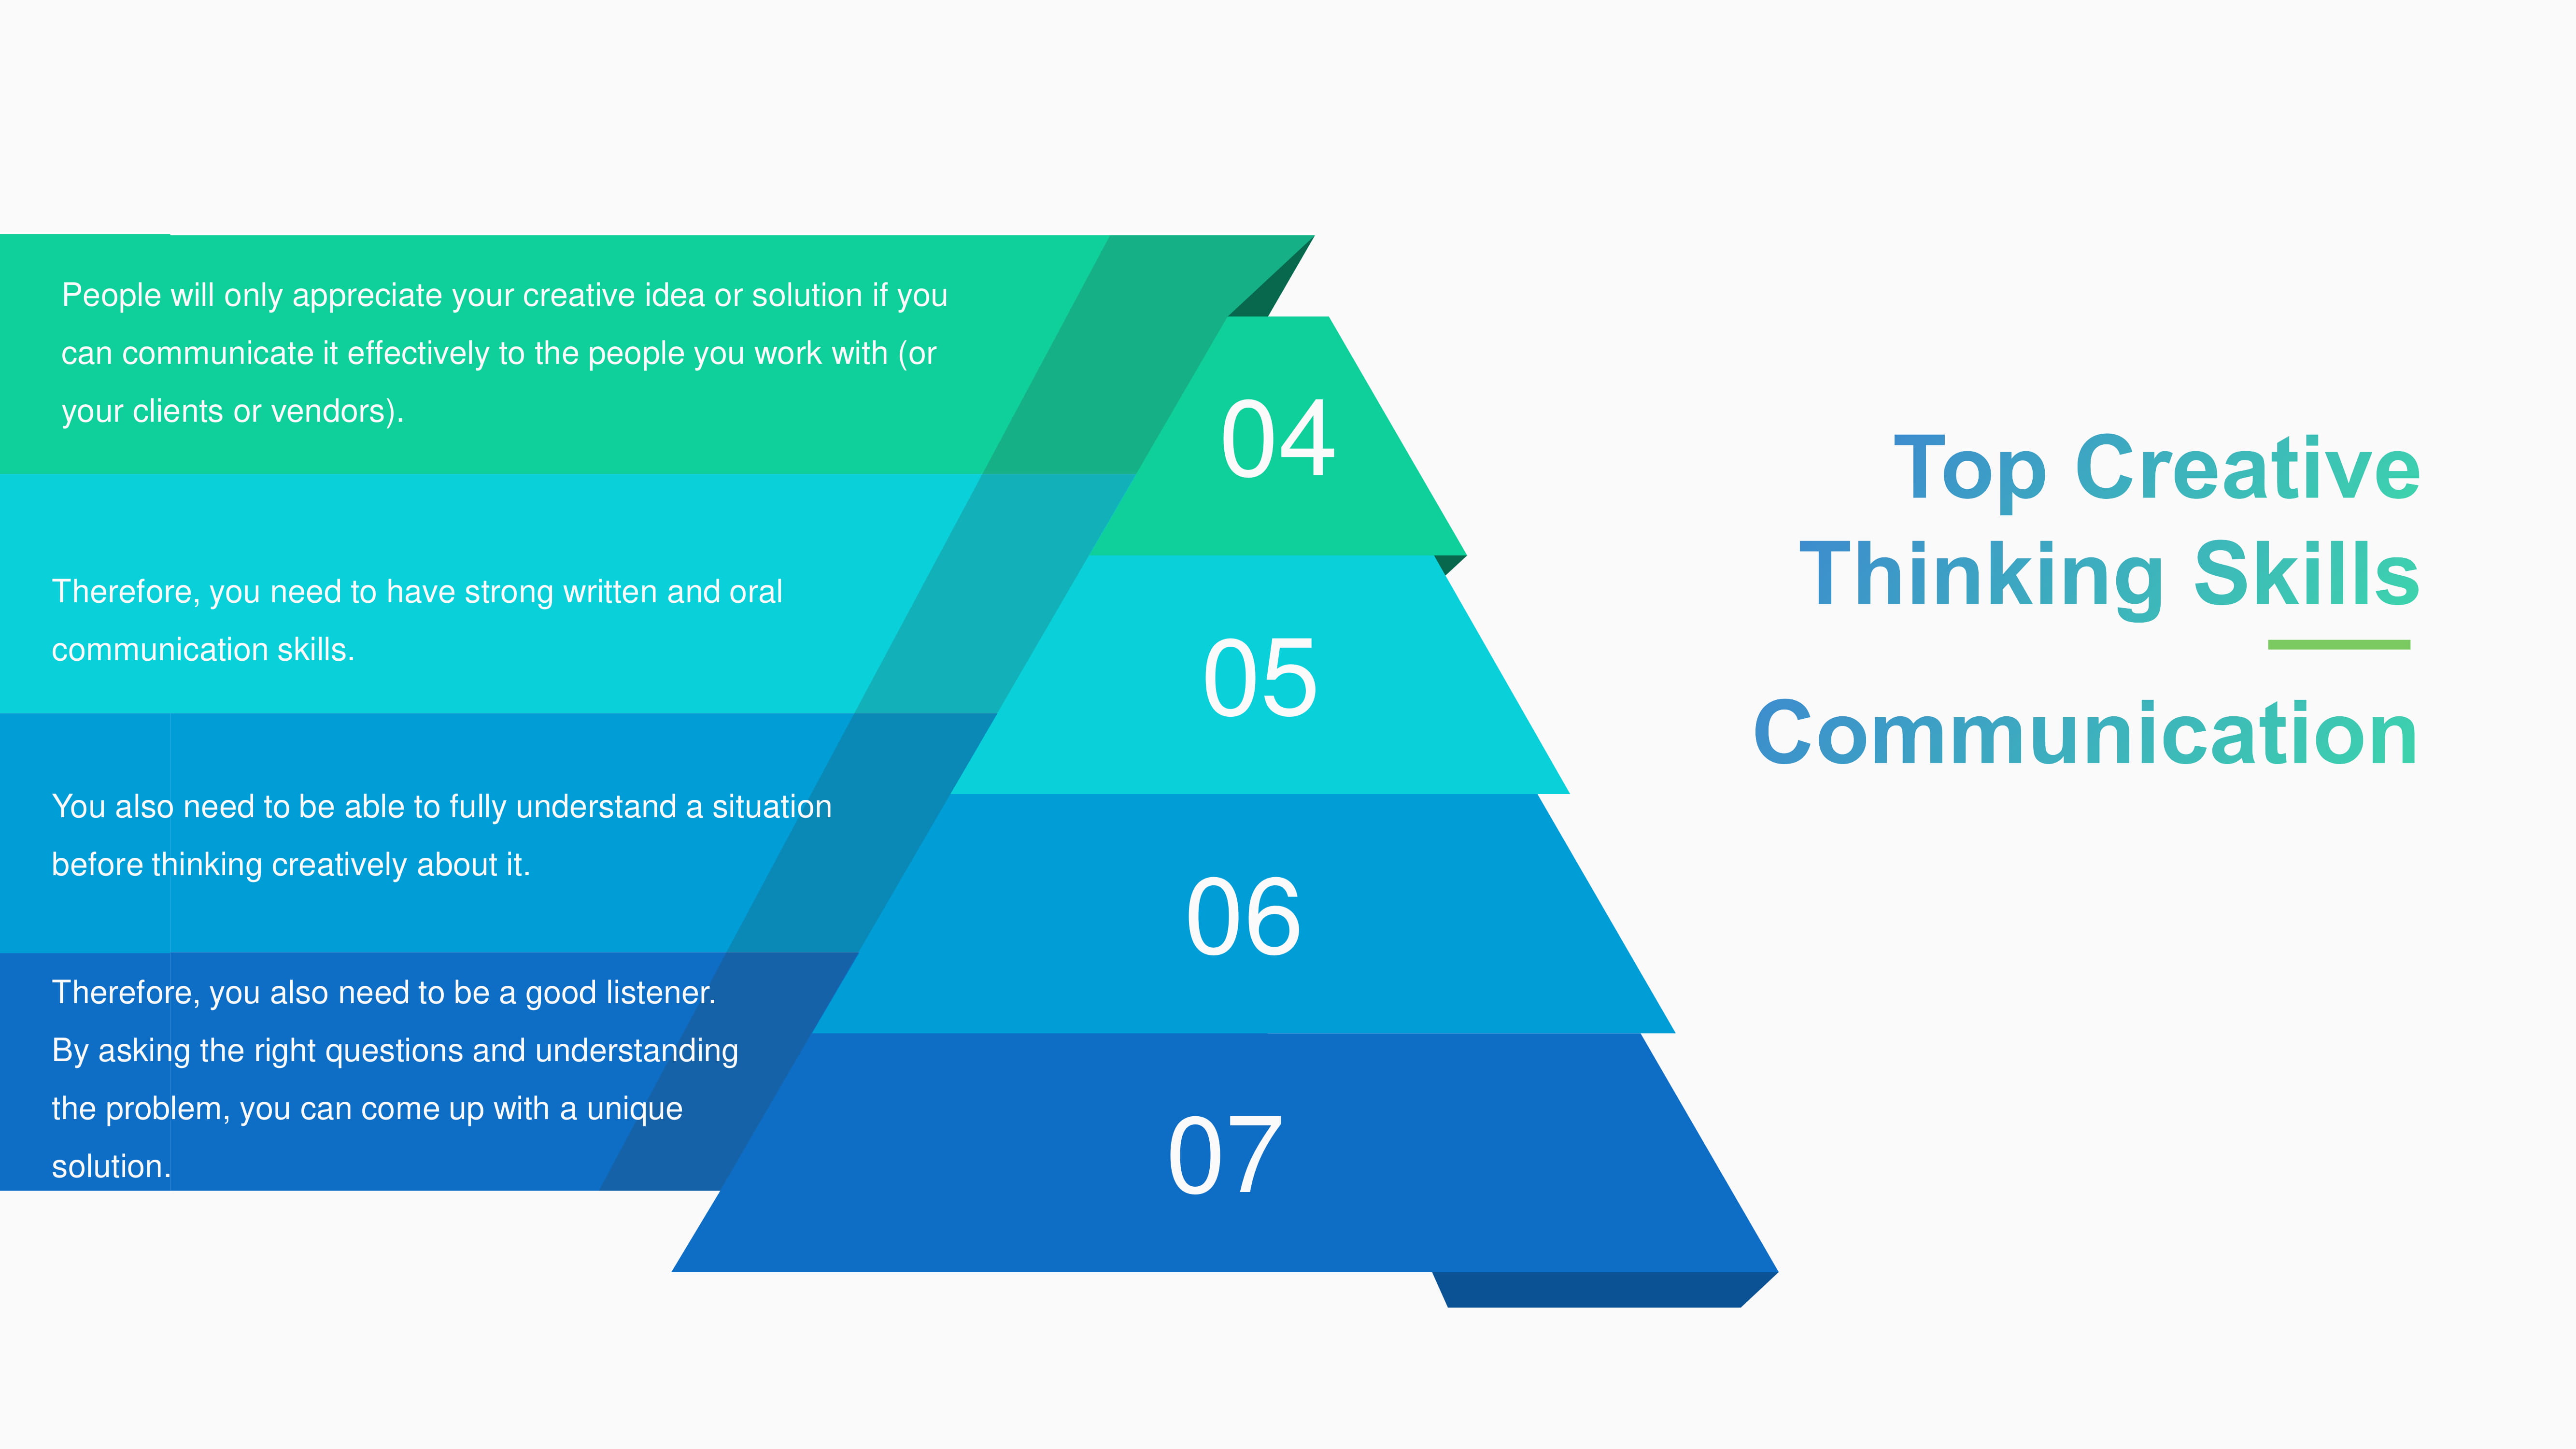 People will only appreciate your creative idea or solution if you
can communicate it effectively to the people you work with (or
your clients or vendors).
04
Therefore, you need to have strong written and oral
communication skills.
05
You also need to be able to fully understand a situation
before thinking creatively about it.
06
Therefore, you also need to be a good listener.
By asking the right questions and understanding
the problem, you can come up with a unique
solution.
07
Top Creative
Thinking Skills
Communication